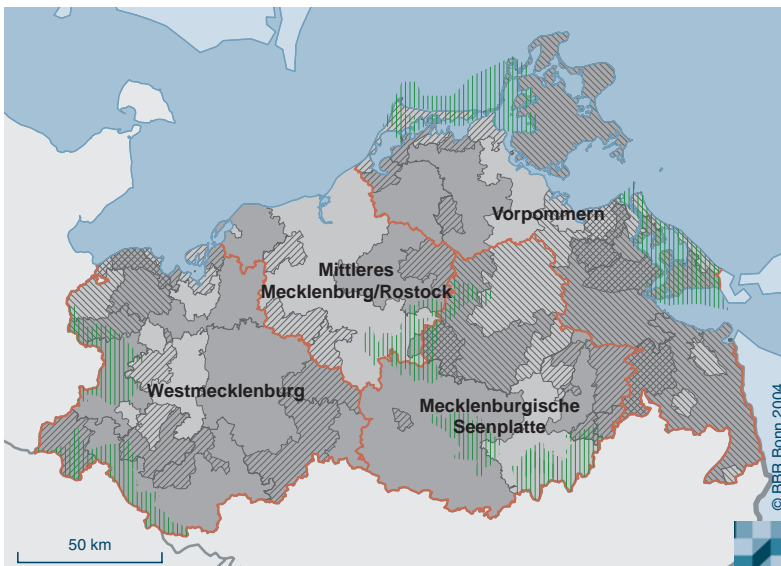 Vorpommern
Mittleres
Mecklenburg/Rostock
Westmecklenburg
Mecklenburgische
Seenplatte
50 km
© BBR Bonn 2004